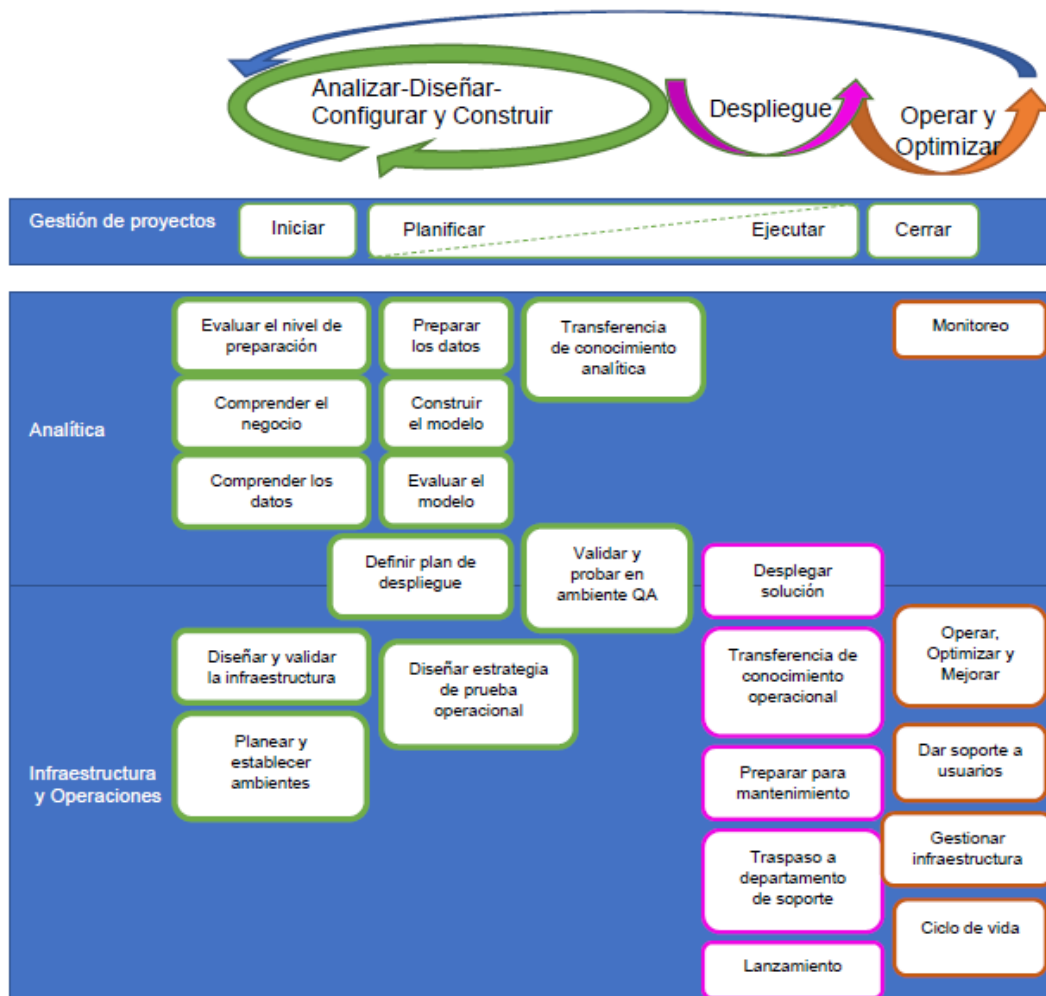 Analizar-Diseñar-
Configurar y Construir
Despliegue
Operar y
Optimizar
Gestión de proyectos
Iniciar
Planificar
Ejecutar
Cerrar
Analítica
Evaluar el nivel de
preparación
Preparar
los datos
Transferencia
de conocimiento
analítica
Monitoreo
Comprender el
negocio
Construir
el modelo
Comprender los
datos
Evaluar el
modelo
Definir plan de
despliegue
Validar y
probar en
ambiente QA
Desplegar
solución
Infraestructura
y Operaciones
Diseñar y validar
la infraestructura
Diseñar estrategia
de prueba
operacional
Transferencia de
conocimiento
operacional
Operar,
Optimizar y
Mejorar
Planear y
establecer
ambientes
Preparar para
mantenimiento
Dar soporte a
usuarios
Traspaso a
departamento
de soporte
Gestionar
infraestructura
Ciclo de vida
Lanzamiento